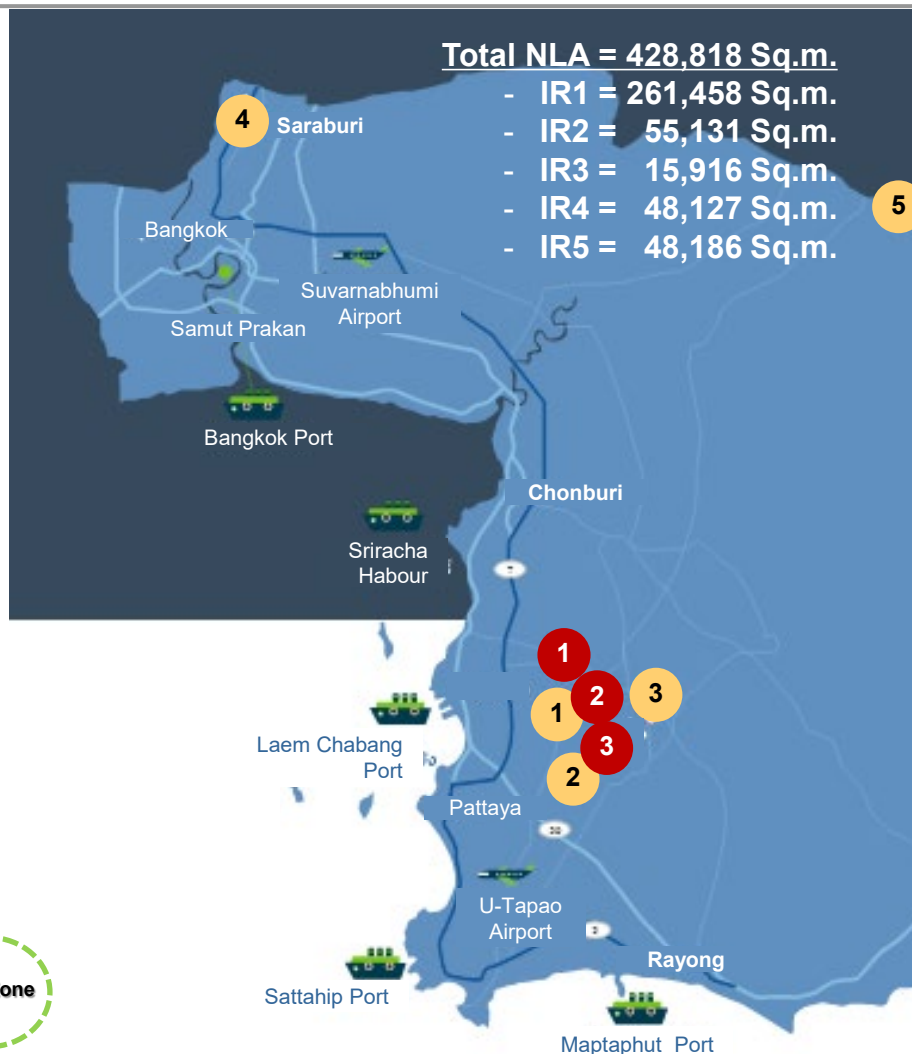 Total NLA = 428,818 Sq.m.
- IR1 = 261,458 Sq.m.
- IR2 = 55,131 Sq.m.
- IR3 = 15,916 Sq.m.
- IR4 = 48,127 Sq.m.
- IR5 = 48,186 Sq.m.
4
Saraburi
5
Bangkok
Suvarnabhumi
Airport
Samut Prakan
Bangkok Port
Chonburi
Sriracha
Habour
7
1
2
3
1
3
2
Laem Chabang
Port
Pattaya
U-Tapao
Airport
3
Rayong
Sattahip Port
Maptaphut Port
one